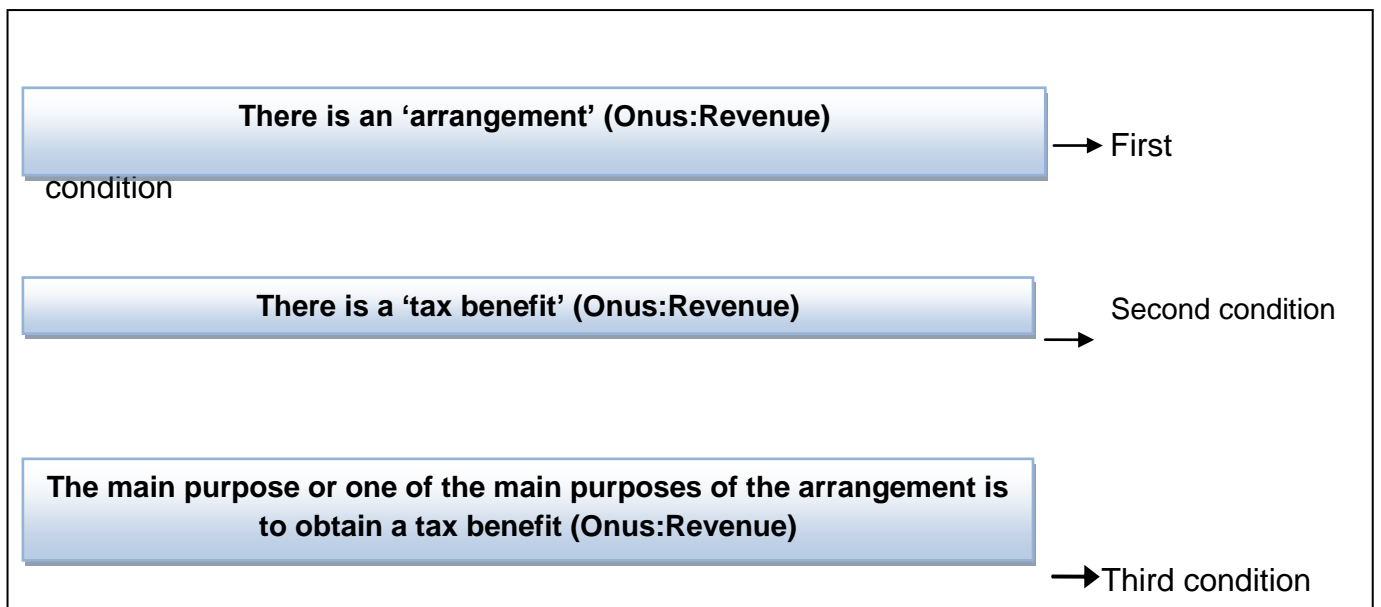 There is an ‘arrangement’ (Onus:Revenue)
First
condition
There is a ‘tax benefit’ (Onus:Revenue)
Second condition
The main purpose or one of the main purposes of the arrangement is
to obtain a tax benefit (Onus:Revenue)
Third condition